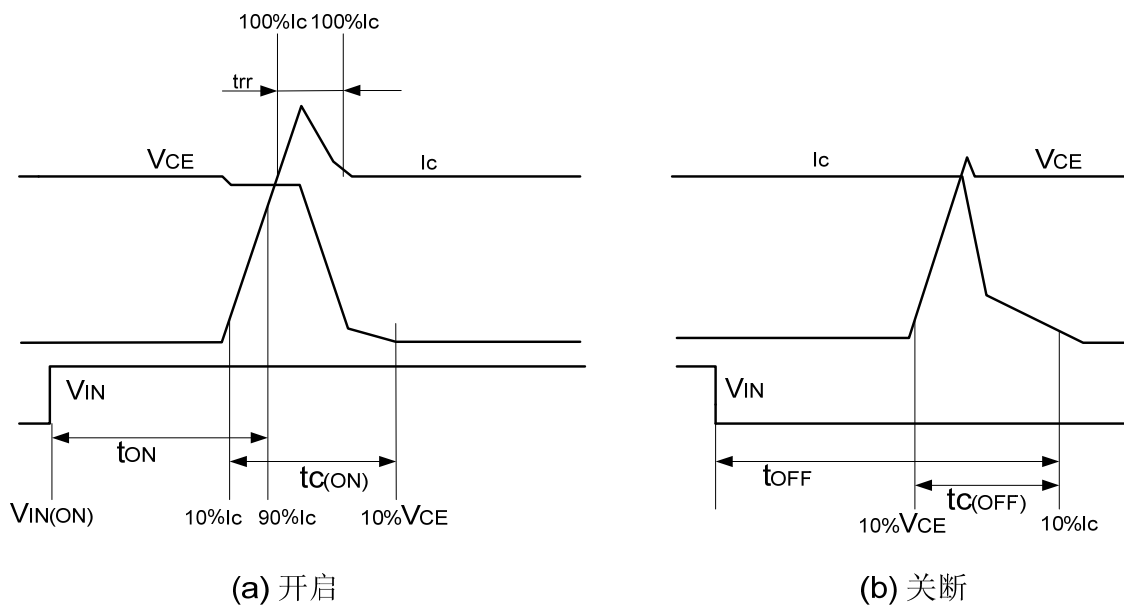 100%Ic 100%Ic
trr
VCE Ic
Ic VCE
VIN
VIN
tON
tC(ON)
tOFF
tC(OFF)
VIN(ON) 10%Ic 90%Ic 10%VCE
10%VCE 10%Ic
(a) 开启
(b) 关断